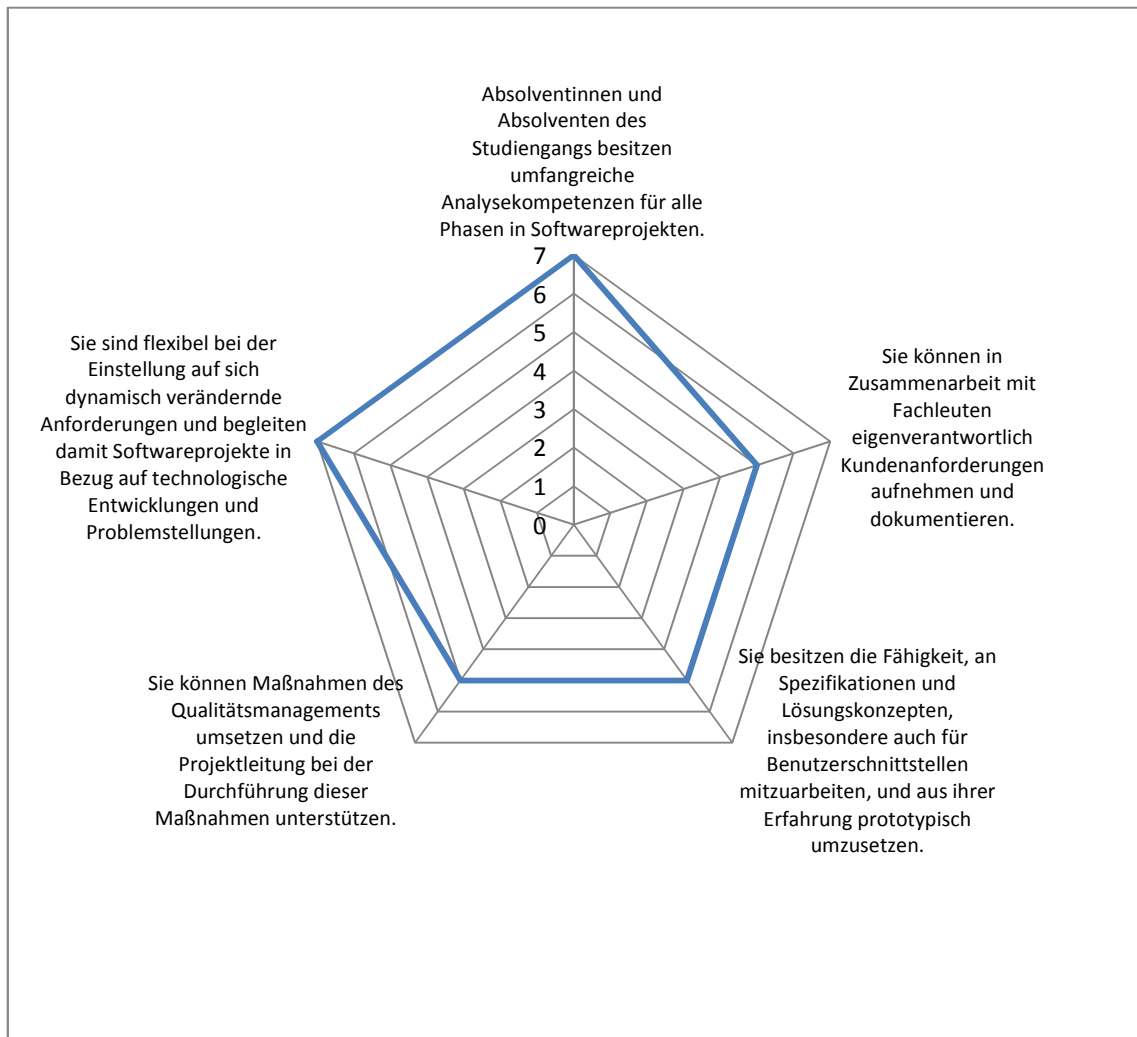 Absolventinnen und
Absolventen des
Studiengangs besitzen
umfangreiche
Analysekompetenzen für alle
Phasen in Softwareprojekten.
7
6
5
4
3
2
1
0
Sie können in
Zusammenarbeit mit
Fachleuten
eigenverantwortlich
Kundenanforderungen
aufnehmen und
dokumentieren.
Sie besitzen die Fähigkeit, an
Spezifikationen und
Lösungskonzepten,
insbesondere auch für
Benutzerschnittstellen
mitzuarbeiten, und aus ihrer
Erfahrung prototypisch
umzusetzen.
Sie können Maßnahmen des
Qualitätsmanagements
umsetzen und die
Projektleitung bei der
Durchführung dieser
Maßnahmen unterstützen.
Sie sind flexibel bei der
Einstellung auf sich
dynamisch verändernde
Anforderungen und begleiten
damit Softwareprojekte in
Bezug auf technologische
Entwicklungen und
Problemstellungen.